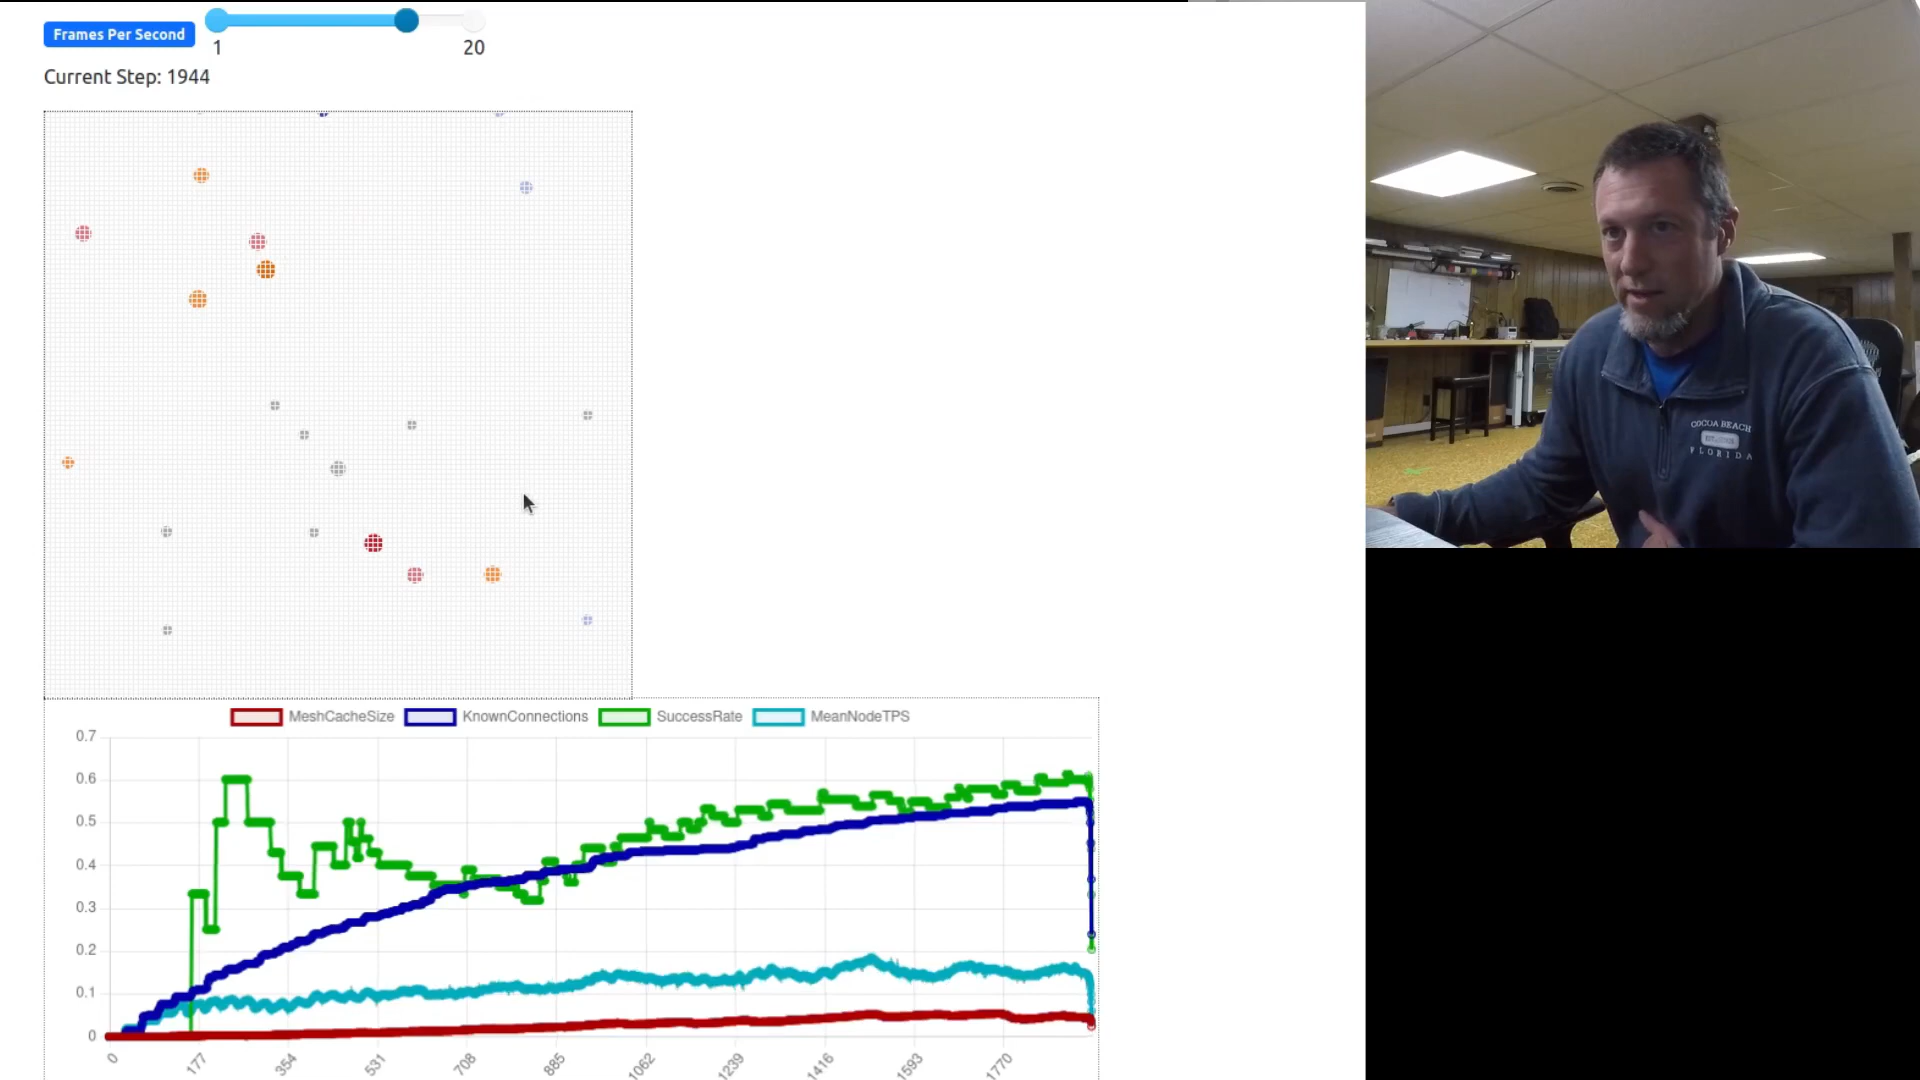 Frames Per Second
1
20
Current Step: 1944
MeshCacheSize KnownConnections SuccessRate MeanNodeTPS
0.7
0.6
0.5
0.4
0.3
0.2
0.1
0
0 177 354 531 708 885 1062 1239 1416 1593 1770
COCOA BEACH
FLORIDA